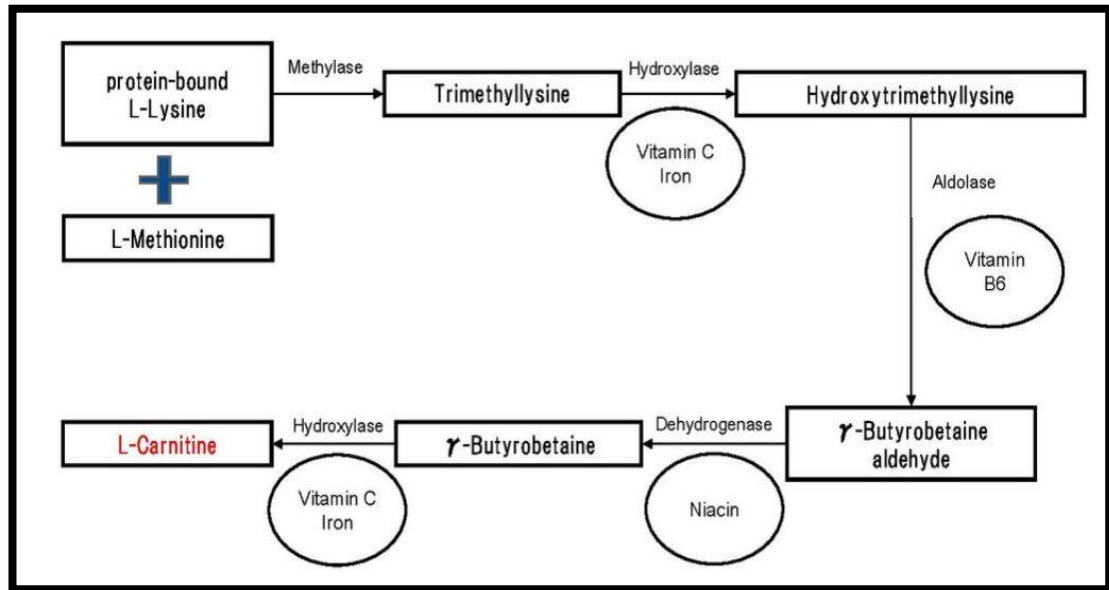 protein-bound
L-Lysine
Methylase
Trimethyllysine
Hydroxylase
Vitamin C
Iron
Hydroxytrimethyllysine
L-Methionine
Aldolase
Vitamin
B6
γ-Butyrobetaine
aldehyde
Dehydrogenase
Niacin
γ-Butyrobetaine
Hydroxylase
Vitamin C
Iron
L-Carnitine